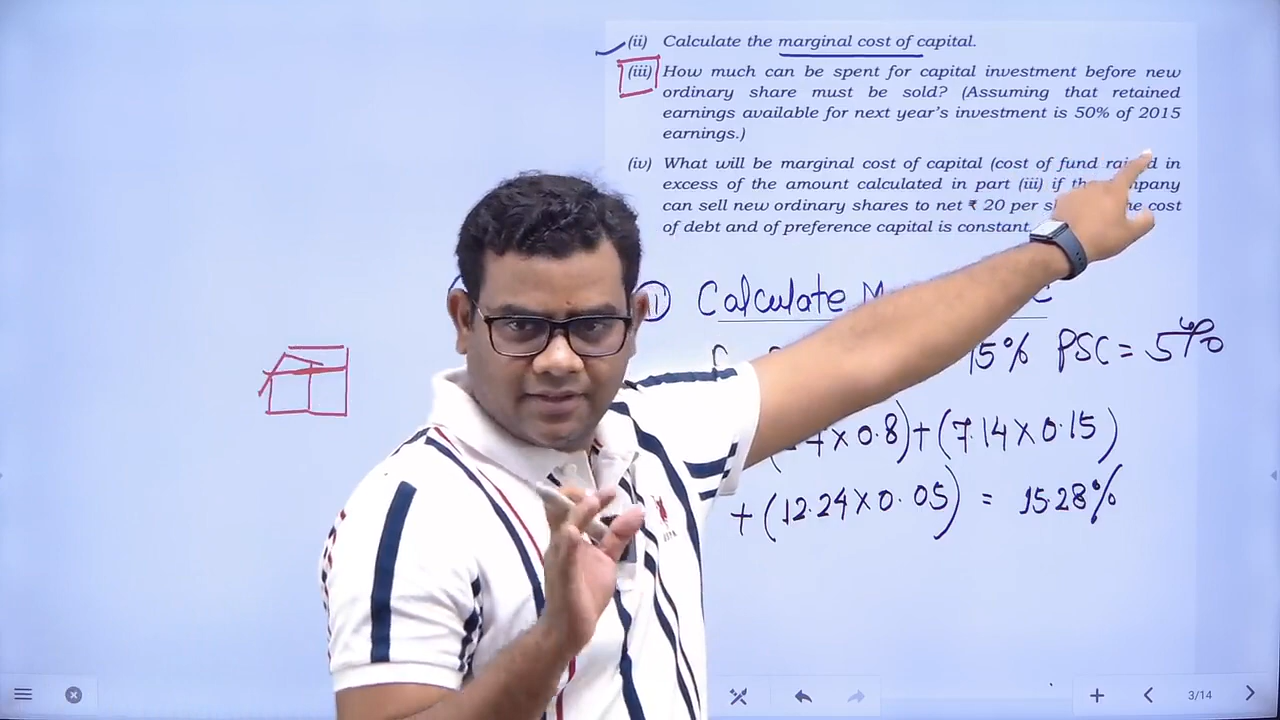 (ii) Calculate the marginal cost of capital.
(iii) How much can be spent for capital investment before new
ordinary share must be sold? (Assuming that retained
earnings available for next year's investment is 50% of 2015
earnings.)
(iv) What will be marginal cost of capital (cost of fund in
excess of the amount calculated in part (iii) if
can sell new ordinary shares to net ₹ 20 per cost
of debt and of preference capital is constant.
① Calculate
15% PSC = 5%
× 0.8) + (7.14 × 0.15)
+ (12.24 × 0.05) = 15.28%
3/14